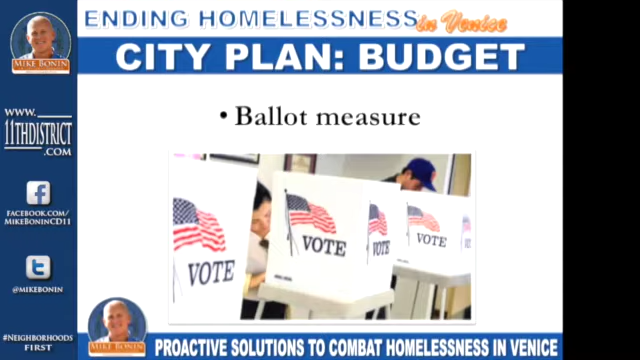 ENDING HOMELESSNESS in Venice
CITY PLAN: BUDGET
• Ballot measure
VOTE
VOTE
VOTE
VOTE
MIKE BONIN
WWW.
11THDISTRICT
.COM
FACEBOOK.COM/
MIKEBONINCD11
@MIKEBONIN
#NEIGHBORHOODS
FIRST
MIKE BONIN
PROACTIVE SOLUTIONS TO COMBAT HOMELESSNESS IN VENICE